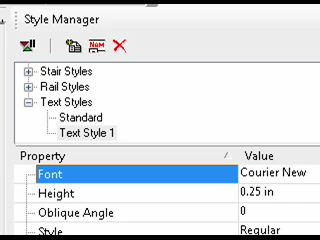 Style Manager
Stair Styles
Rail Styles
Text Styles
Standard
Text Style 1
Property / Value
Font Courier New
Height 0.25 in
Oblique Angle 0
Style Regular